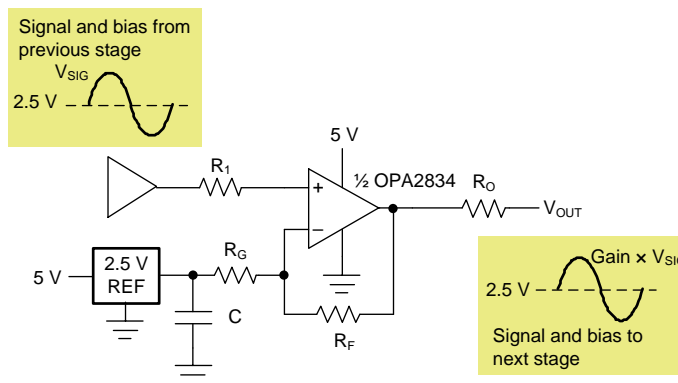 Signal and bias from
previous stage
VSIG
2.5 V
5 V
R1
½ OPA2834
RO
+
−
VOUT
RG
5 V
2.5 V
REF
C
RF
Gain × VSIG
2.5 V
Signal and bias to
next stage